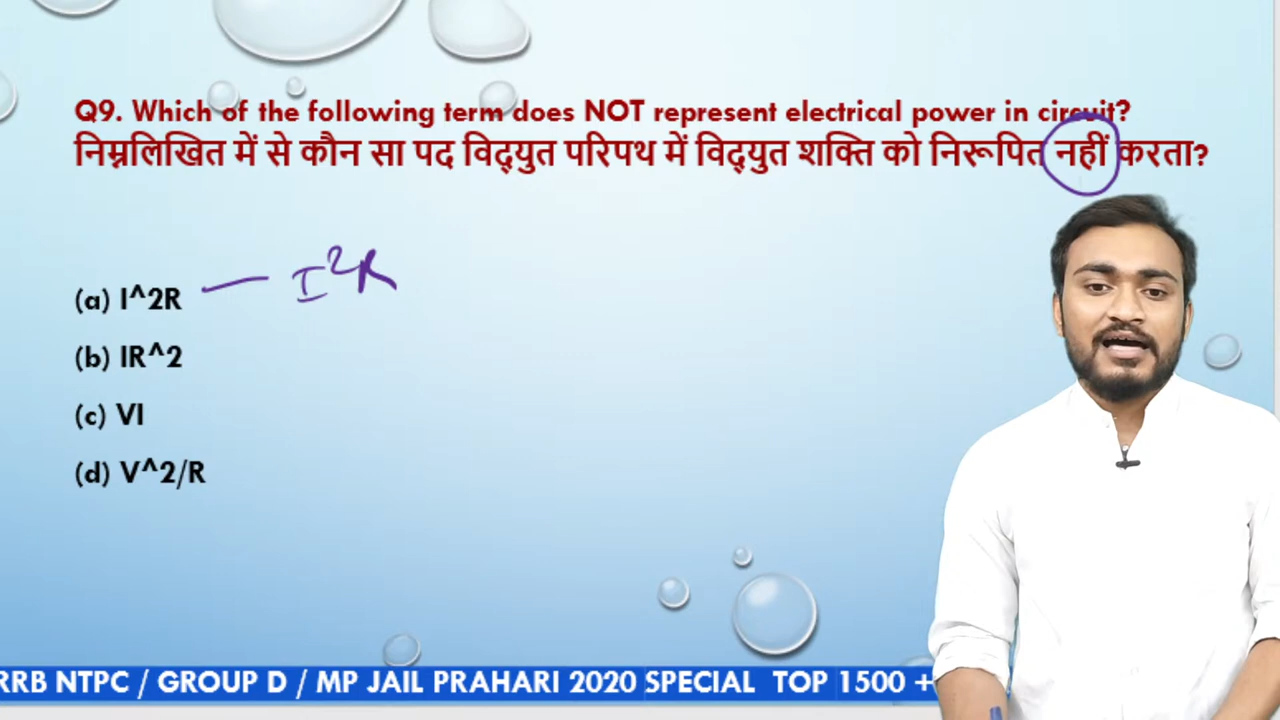 Q9. Which of the following term does NOT represent electrical power in circuit?
निम्नलिखित में से कौन सा पद विद्युत परिपथ में विद्युत शक्ति को निरूपित नहीं करता?
(a) I^2R — I²R
(b) IR^2
(c) VI
(d) V^2/R
RRB NTPC / GROUP D / MP JAIL PRAHARI 2020 SPECIAL TOP 1500 +